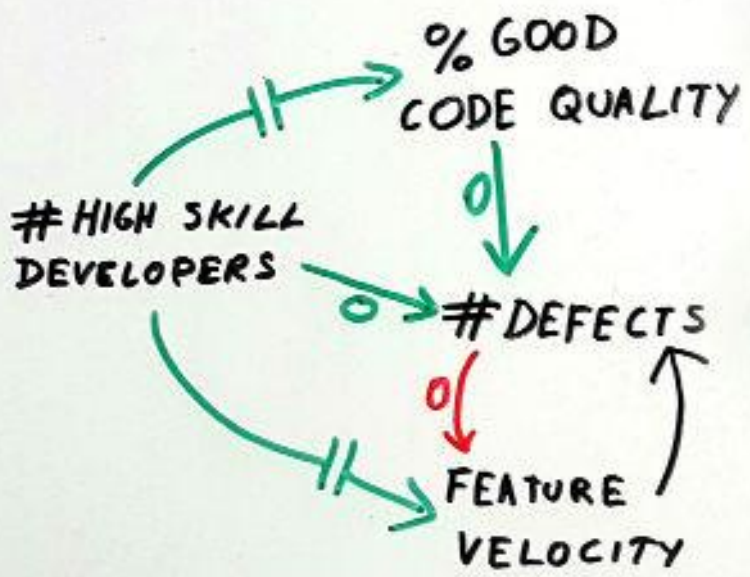 % GOOD
CODE QUALITY
O
# HIGH SKILL
DEVELOPERS
O
# DEFECTS
O
FEATURE
VELOCITY